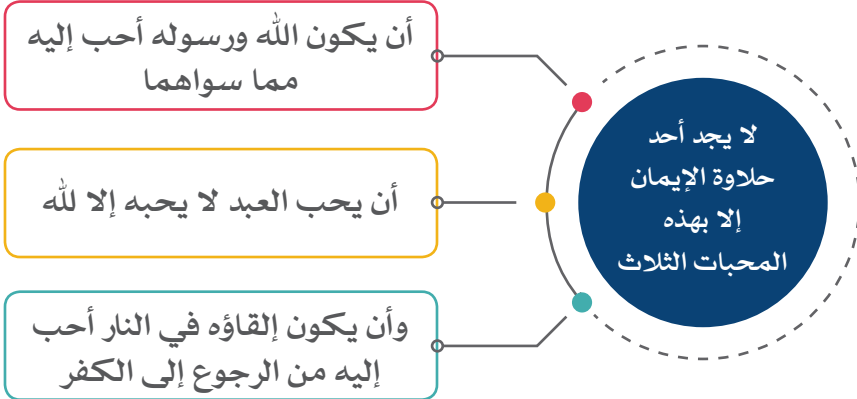 لا يجد أحد
حلاوة الإيمان
إلا بهذه
المحبات الثلاث
أن يكون الله ورسوله أحب إليه
مما سواهما
أن يحب العبد لا يحبه إلا لله
وأن يكون إلقاؤه في النار أحب
إليه من الرجوع إلى الكفر